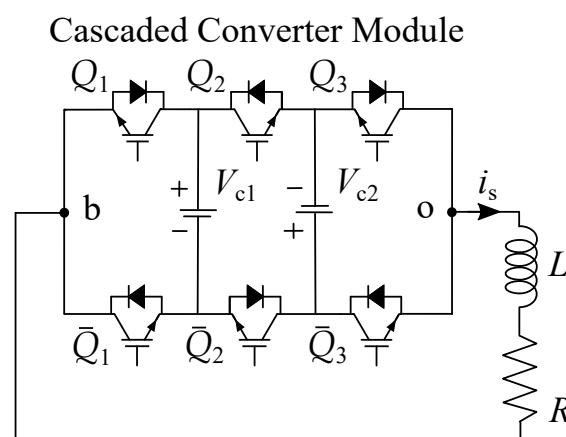 Cascaded Converter Module
Q1 Q2 Q3
+ Vc1 − Vc2 is
b o
− + L
Q̄1 Q̄2 Q̄3
R